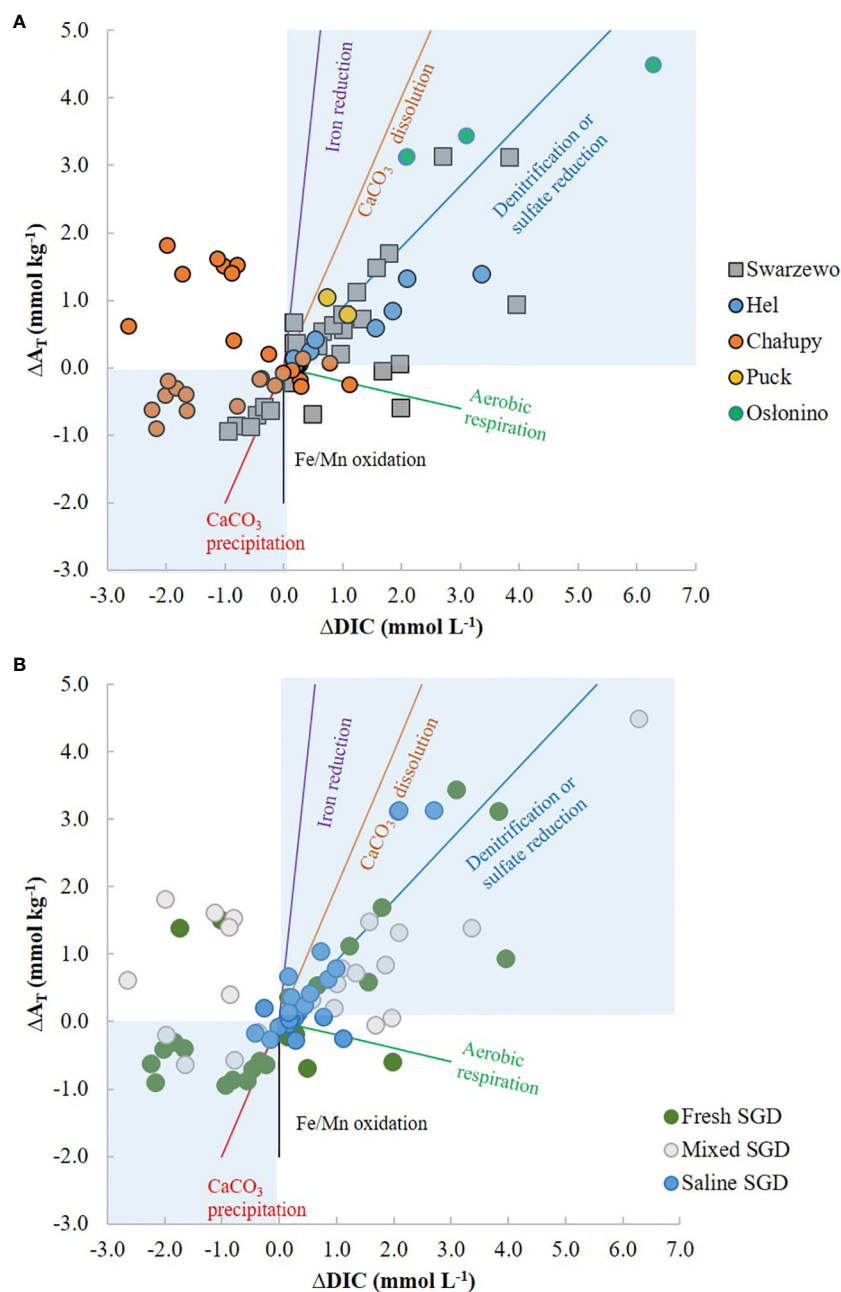 A
5.0
4.0
3.0
2.0
1.0
0.0
-1.0
-2.0
-3.0
-3.0 -2.0 -1.0 0.0 1.0 2.0 3.0 4.0 5.0 6.0 7.0
ΔA_T (mmol kg⁻¹)
ΔDIC (mmol L⁻¹)
Iron reduction
CaCO₃ dissolution
Denitrification or
sulfate reduction
Aerobic
respiration
Fe/Mn oxidation
CaCO₃
precipitation
Swarzewo
Hel
Chałupy
Puck
Osłonino
B
5.0
4.0
3.0
2.0
1.0
0.0
-1.0
-2.0
-3.0
-3.0 -2.0 -1.0 0.0 1.0 2.0 3.0 4.0 5.0 6.0 7.0
ΔA_T (mmol kg⁻¹)
ΔDIC (mmol L⁻¹)
Iron reduction
CaCO₃ dissolution
Denitrification or
sulfate reduction
Aerobic
respiration
Fe/Mn oxidation
CaCO₃
precipitation
Fresh SGD
Mixed SGD
Saline SGD